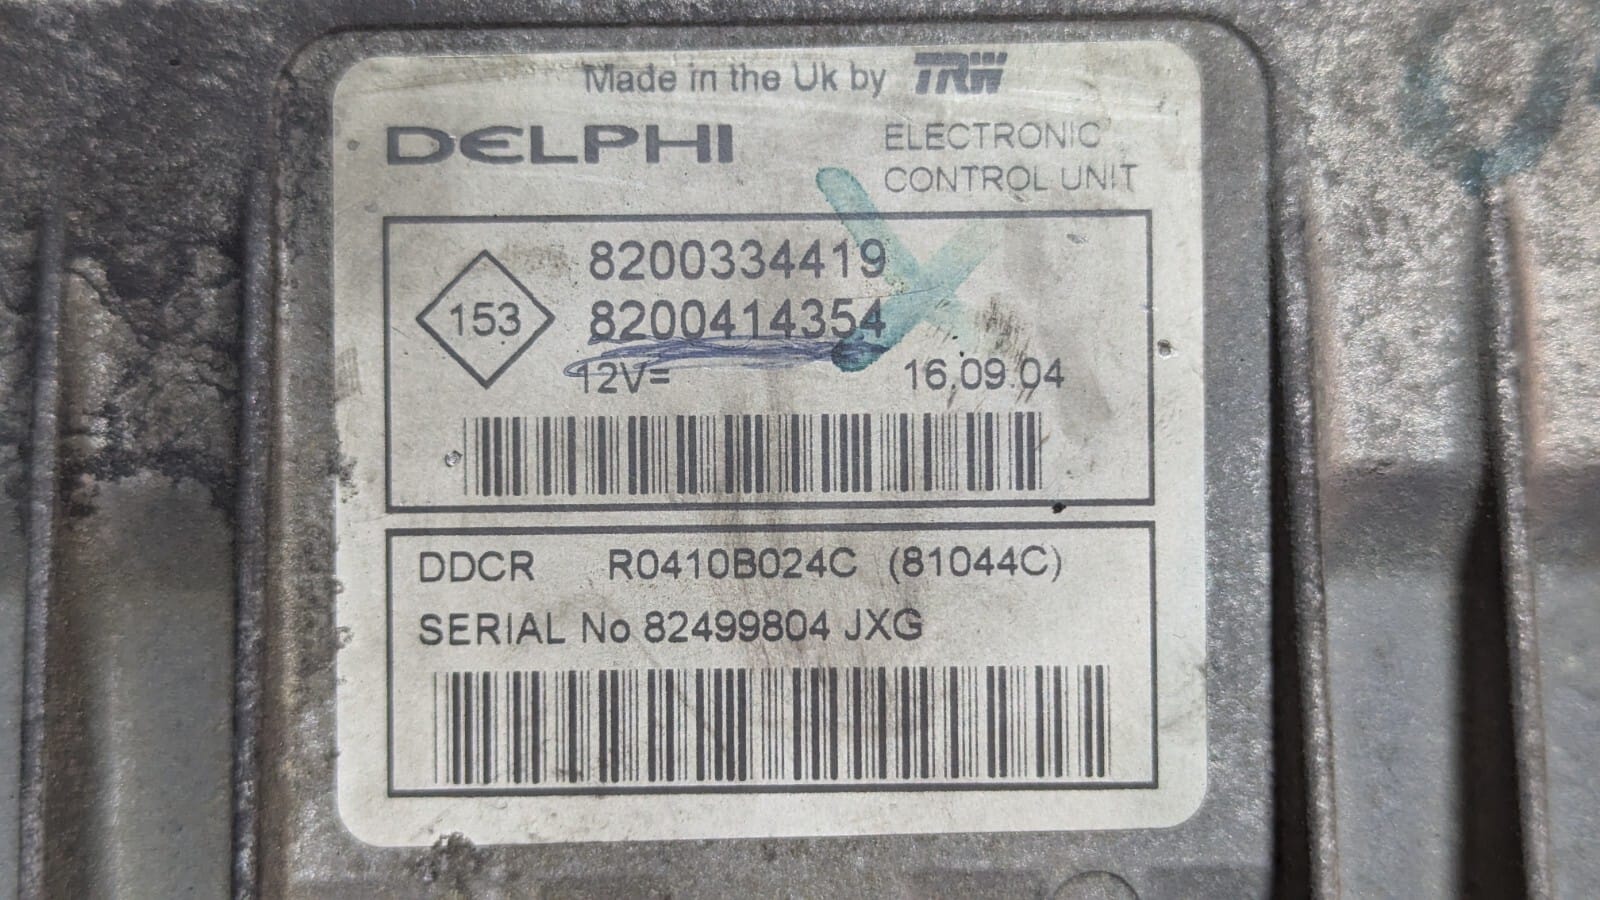 Made in the Uk by TRW
DELPHI
ELECTRONIC
CONTROL UNIT
153
8200334419
8200414354
12V=
16.09.04
DDCR R0410B024C (81044C)
SERIAL No 82499804 JXG